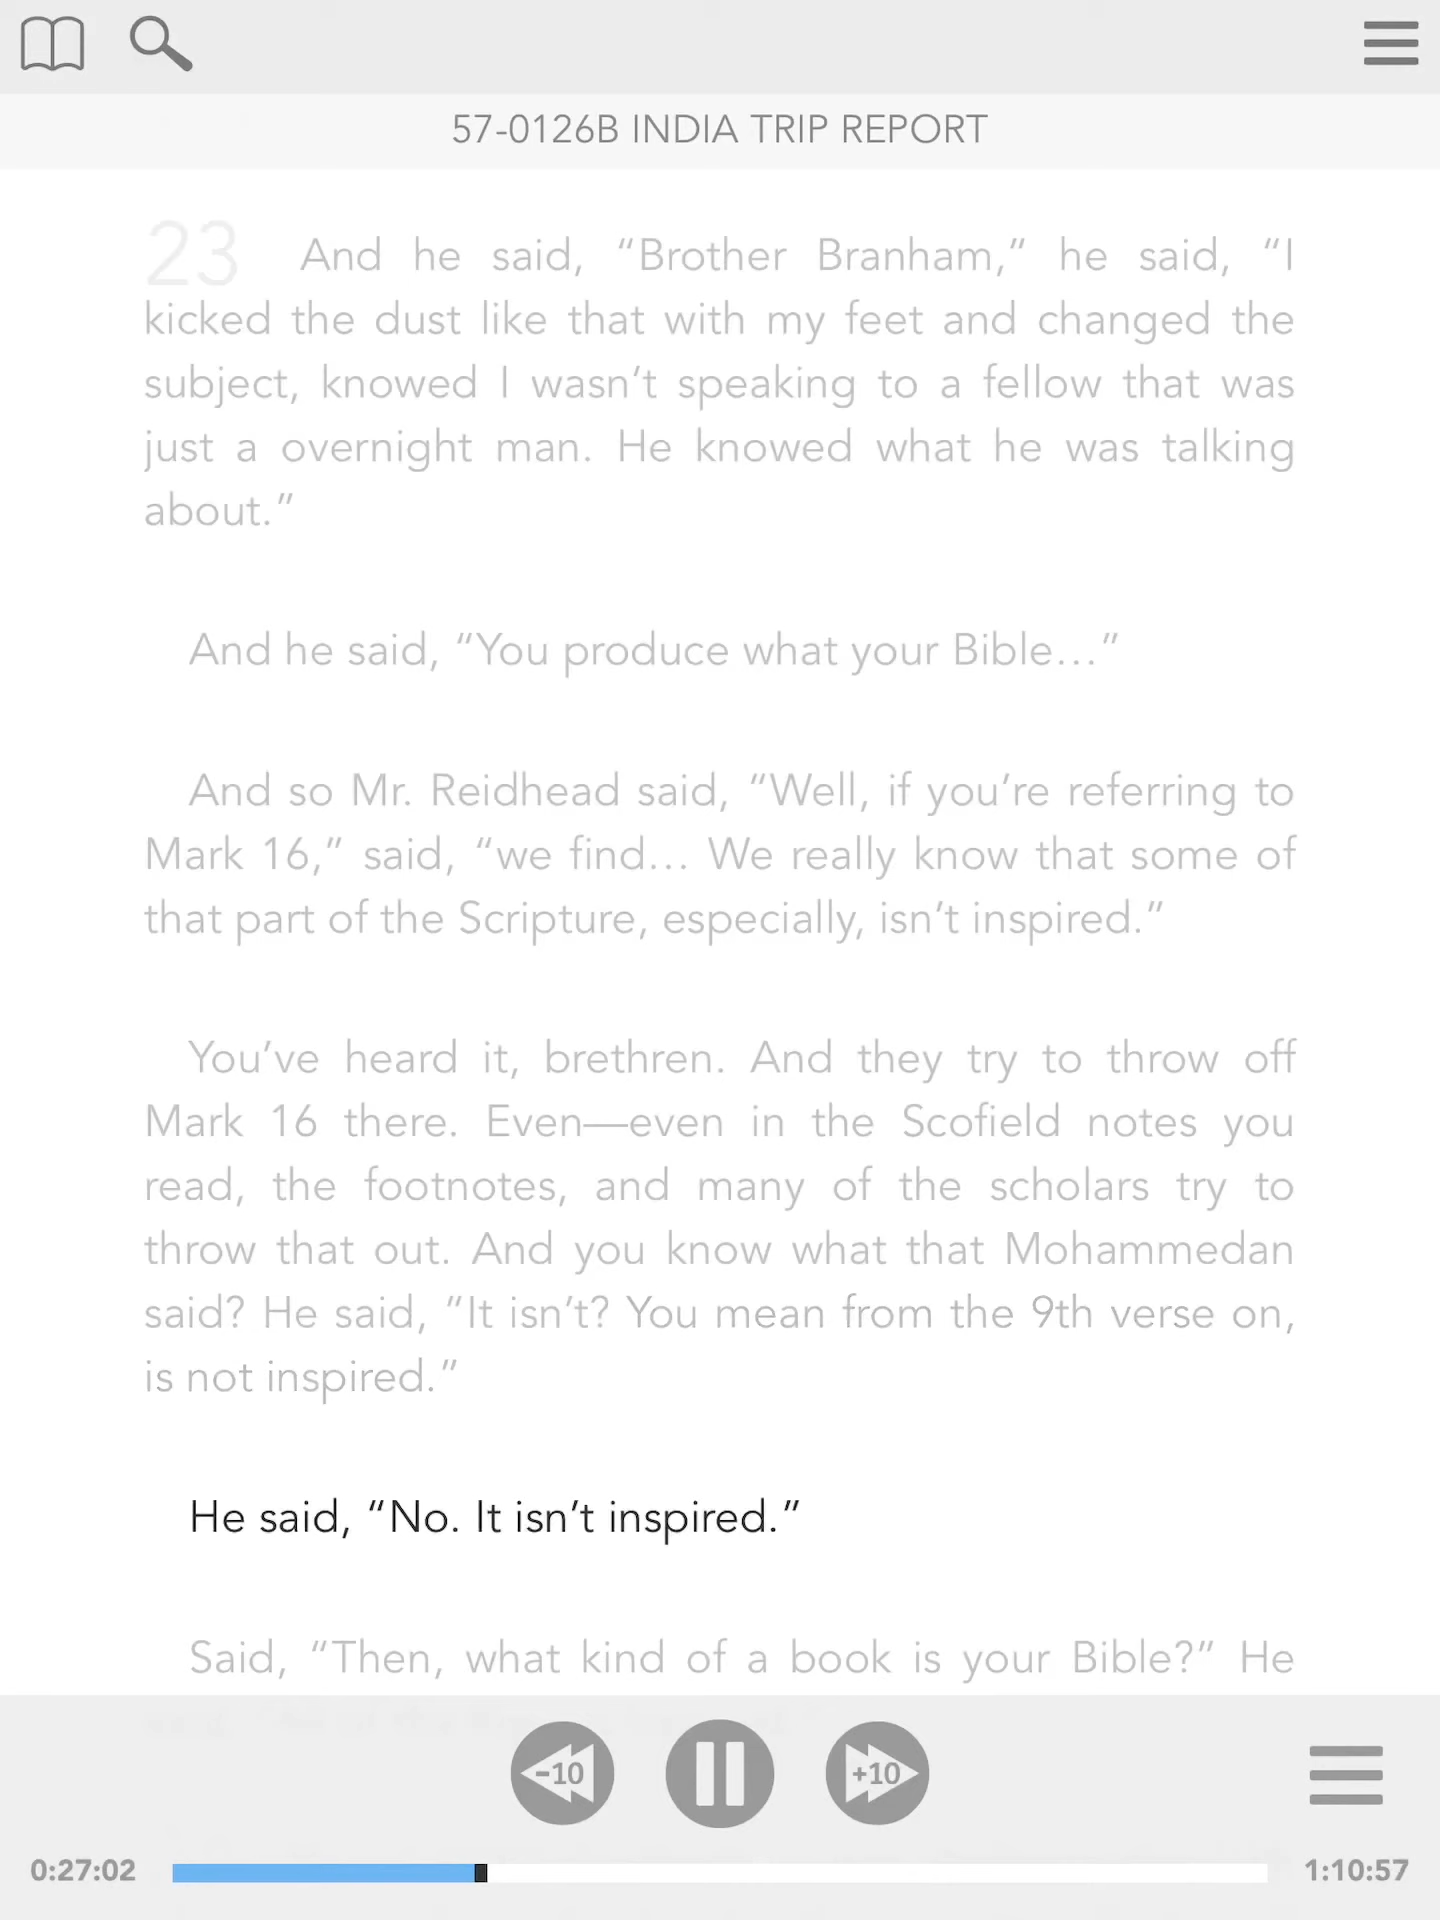 57-0126B INDIA TRIP REPORT
23 And he said, “Brother Branham,” he said, “I
kicked the dust like that with my feet and changed the
subject, knowed I wasn’t speaking to a fellow that was
just a overnight man. He knowed what he was talking
about.”
And he said, “You produce what your Bible…”
And so Mr. Reidhead said, “Well, if you’re referring to
Mark 16,” said, “we find… We really know that some of
that part of the Scripture, especially, isn’t inspired.”
You’ve heard it, brethren. And they try to throw off
Mark 16 there. Even—even in the Scofield notes you
read, the footnotes, and many of the scholars try to
throw that out. And you know what that Mohammedan
said? He said, “It isn’t? You mean from the 9th verse on,
is not inspired.”
He said, “No. It isn’t inspired.”
Said, “Then, what kind of a book is your Bible?” He
-10 +10
0:27:02 1:10:57